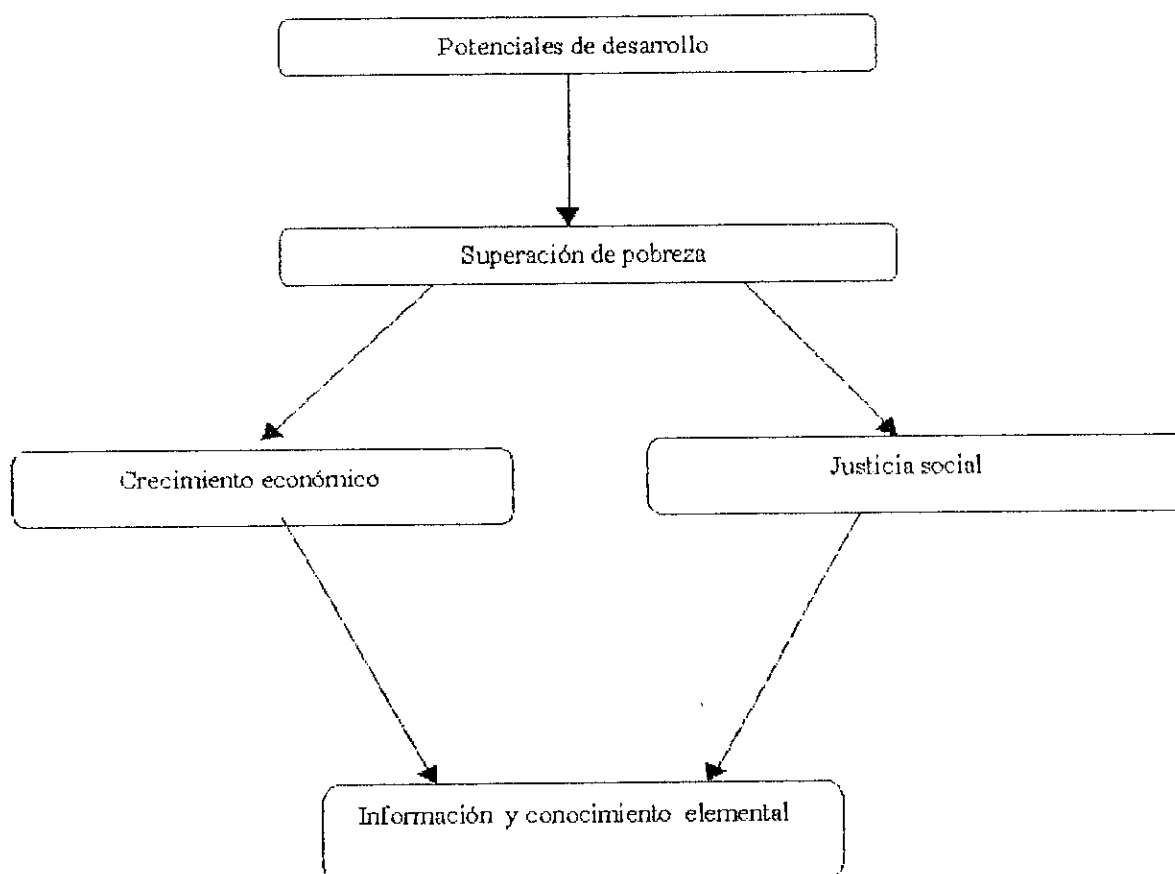 Potenciales de desarrollo
Superación de pobreza
Crecimiento económico
Justicia social
Información y conocimiento elemental